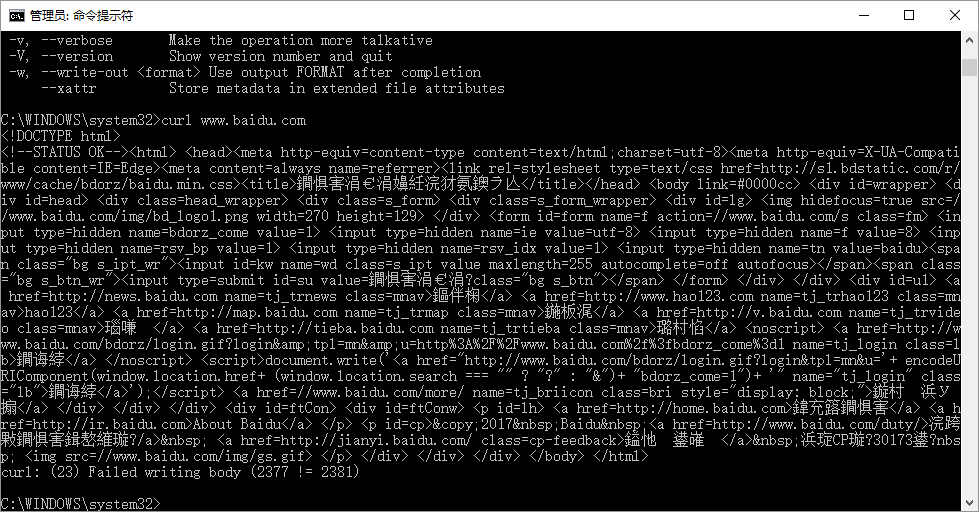 管理员: 命令提示符
-v, --verbose       Make the operation more talkative
-V, --version       Show version number and quit
-w, --write-out <format> Use output FORMAT after completion
    --xattr         Store metadata in extended file attributes
C:\WINDOWS\system32>curl www.baidu.com
<!DOCTYPE html>
<!--STATUS OK--><html> <head><meta http-equiv=content-type content=text/html;charset=utf-8><meta http-equiv=X-UA-Compati
ble content=IE=Edge><meta content=always name=referrer><link rel=stylesheet type=text/css href=http://s1.bdstatic.com/r/
www/cache/bdorz/baidu.min.css><title>鐧惧害涓€涓嬶紝浣犲氨鐭ラ亾</title></head> <body link=#0000cc> <div id=wrapper> <d
iv id=head> <div class=head_wrapper> <div class=s_form> <div class=s_form_wrapper> <div id=lg> <img hidefocus=true src=/
/www.baidu.com/img/bd_logo1.png width=270 height=129> </div> <form id=form name=f action=//www.baidu.com/s class=fm> <in
put type=hidden name=bdorz_come value=1> <input type=hidden name=ie value=utf-8> <input type=hidden name=f value=8> <inp
ut type=hidden name=rsv_bp value=1> <input type=hidden name=rsv_idx value=1> <input type=hidden name=tn value=baidu><spa
n class="bg s_ipt_wr"><input id=kw name=wd class=s_ipt value maxlength=255 autocomplete=off autofocus></span><span class
="bg s_btn_wr"><input type=submit id=su value=鐧惧害涓€涓?class="bg s_btn"></span> </form> </div> </div> <div id=u1> <a
 href=http://news.baidu.com name=tj_trnews class=mnav>鏂伴椈</a> <a href=http://www.hao123.com name=tj_trhao123 class=mn
av>hao123</a> <a href=http://map.baidu.com name=tj_trmap class=mnav>鍦板浘</a> <a href=http://v.baidu.com name=tj_trvide
o class=mnav>瑙嗛  </a> <a href=http://tieba.baidu.com name=tj_trtieba class=mnav>璐村惂</a> <noscript> <a href=http://w
ww.baidu.com/bdorz/login.gif?login&amp;tpl=mn&amp;u=http%3A%2F%2Fwww.baidu.com%2f%3fbdorz_come%3d1 name=tj_login class=l
b>鐧诲綍</a> </noscript> <script>document.write('<a href="http://www.baidu.com/bdorz/login.gif?login&tpl=mn&u='+ encodeU
RIComponent(window.location.href+ (window.location.search === "" ? "?" : "&")+ "bdorz_come=1")+ '" name="tj_login" class
="lb">鐧诲綍</a>');</script> <a href=//www.baidu.com/more/ name=tj_briicon class=bri style="display: block;">鏇村  浜у
搧</a> </div> </div> </div> <div id=ftCon> <div id=ftConw> <p id=lh> <a href=http://home.baidu.com>鍏充簬鐧惧害</a> <a h
ref=http://ir.baidu.com>About Baidu</a> </p> <p id=cp>&copy;2017&nbsp;Baidu&nbsp;<a href=http://www.baidu.com/duty/>浣跨
敤鐧惧害鍓嶅繀璇?/a>&nbsp; <a href=http://jianyi.baidu.com/ class=cp-feedback>鎰忚  鍙嶉  </a>&nbsp;浜琁CP璇?30173鍙?nbs
p; <img src=//www.baidu.com/img/gs.gif> </p> </div> </div> </div> </body> </html>
curl: (23) Failed writing body (2377 != 2381)
C:\WINDOWS\system32>